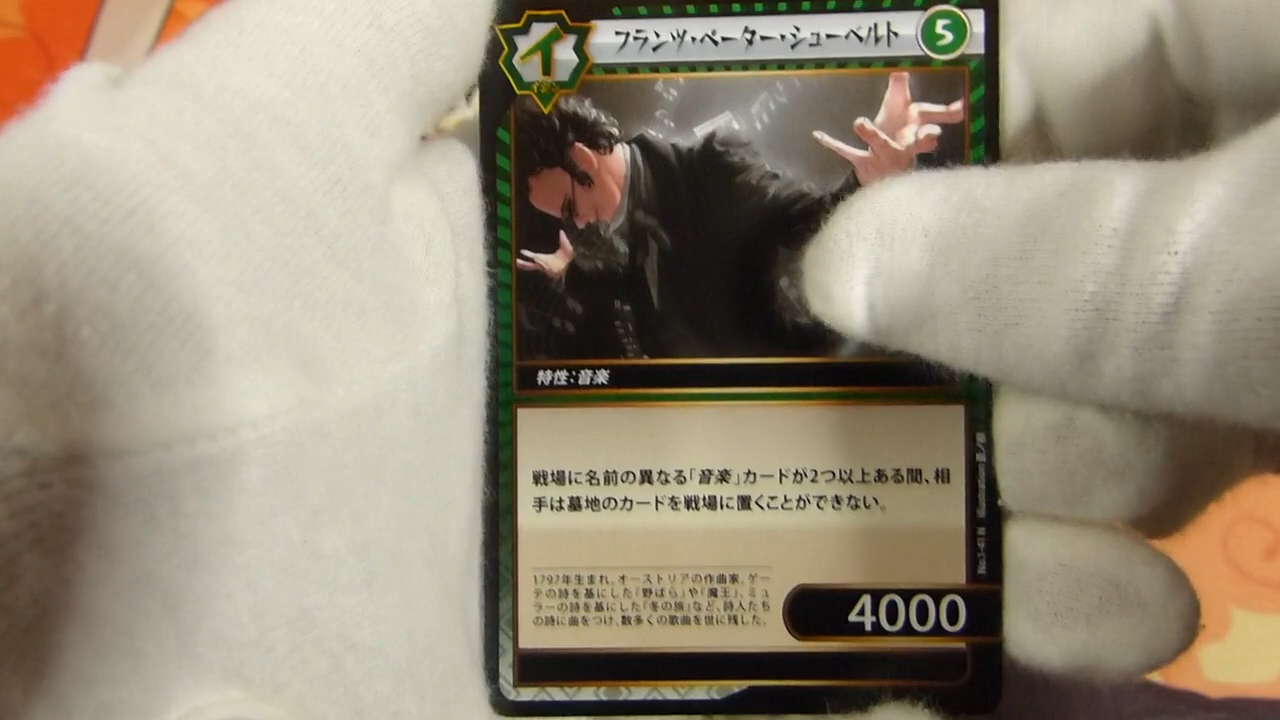 イ
フランツ・ペーター・シューベルト
5
特性:音楽
戦場に名前の異なる「音楽」カードが2つ以上ある間、相
手は墓地のカードを戦場に置くことができない。
1797年生まれ。オーストリアの作曲家。ゲー
テの詩を基にした『野ばら』や『魔王』、ミュ
ラーの詩を基にした『冬の旅』など、詩人たち
の詩に曲をつけ、数多くの歌曲を世に残した。
4000